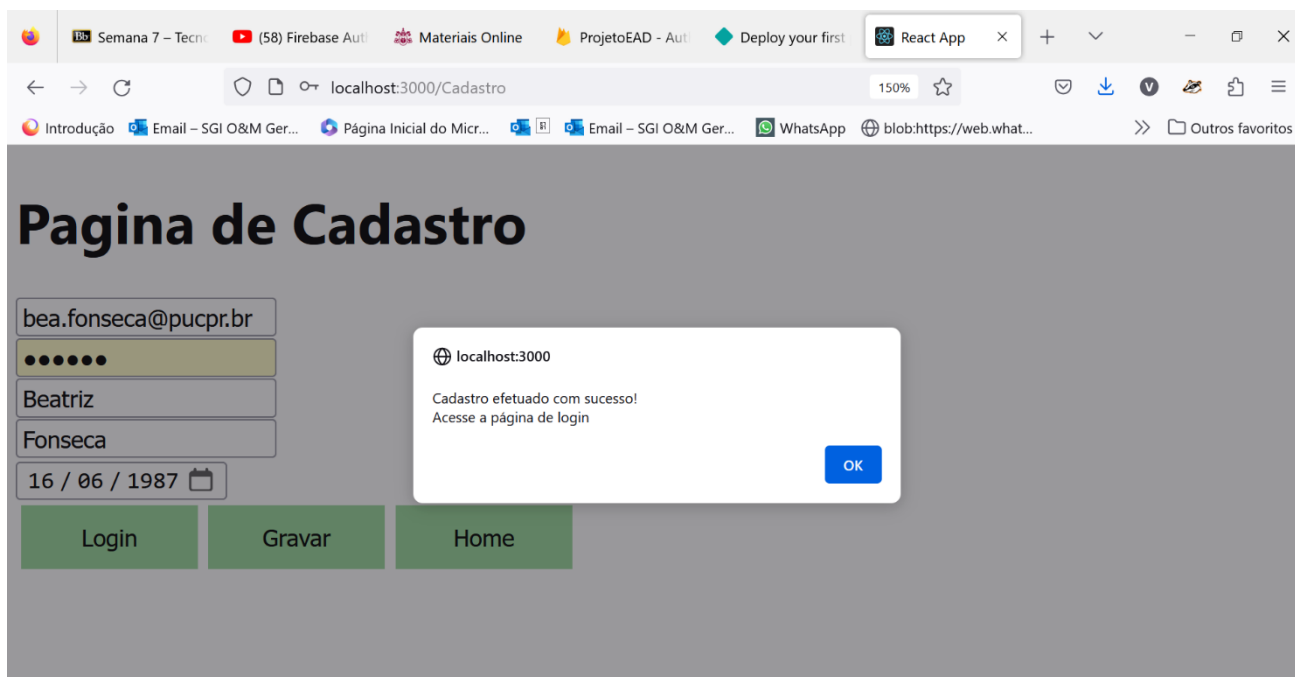 Semana 7 – Tecno
(58) Firebase Aut
Materiais Online
ProjetoEAD - Aut
Deploy your first
React App
localhost:3000/Cadastro
150%
Introdução
Email – SGI O&M Ger...
Página Inicial do Micr...
Email – SGI O&M Ger...
WhatsApp
blob:https://web.what...
Outros favoritos
Pagina de Cadastro
bea.fonseca@pucpr.br
••••••
Beatriz
Fonseca
16 / 06 / 1987
Login
Gravar
Home
localhost:3000
Cadastro efetuado com sucesso!
Acesse a página de login
OK